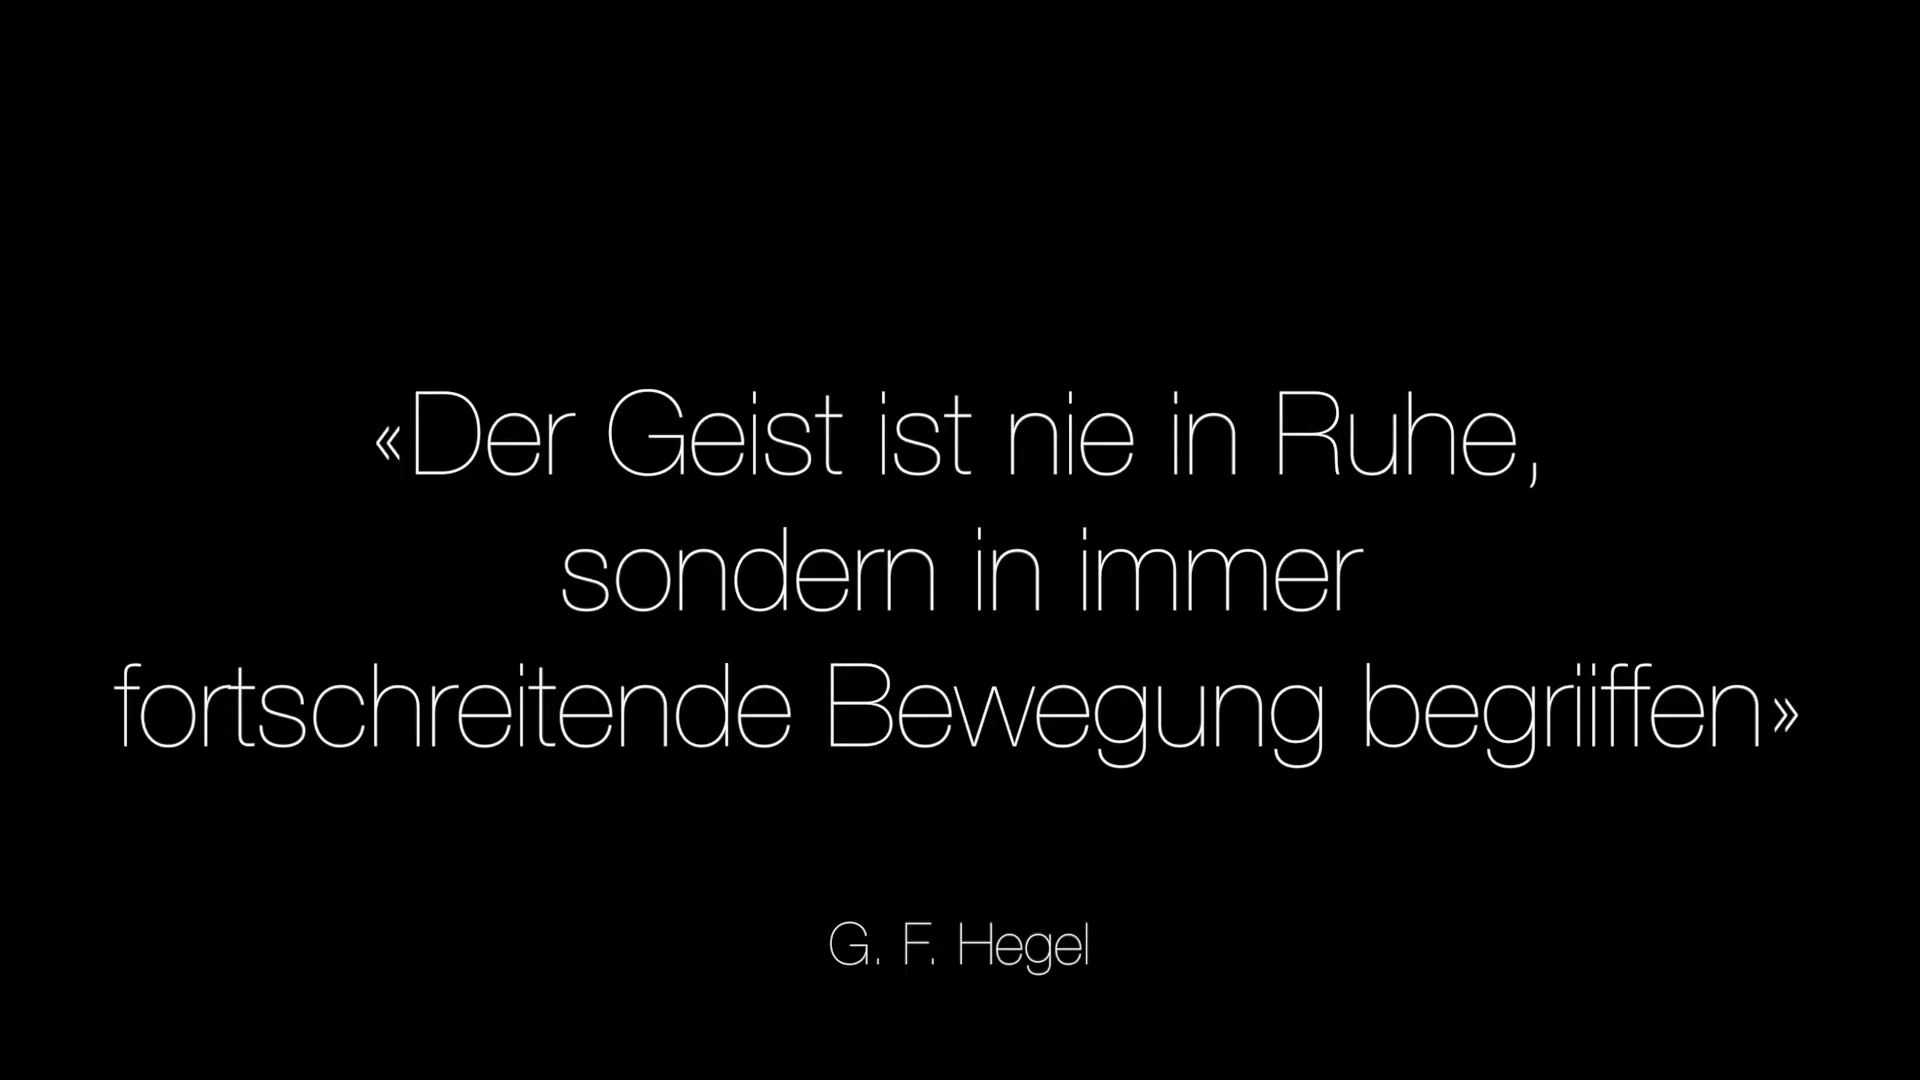 «Der Geist ist nie in Ruhe,
sondern in immer
fortschreitende Bewegung begriiffen»
G. F. Hegel